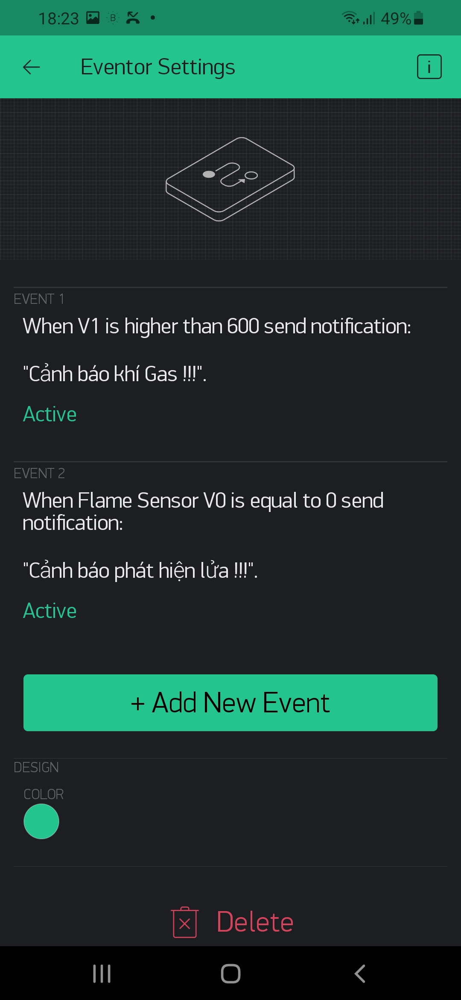 18:23 B 49%
Eventor Settings i
EVENT 1
When V1 is higher than 600 send notification:
"Cảnh báo khí Gas !!!".
Active
EVENT 2
When Flame Sensor V0 is equal to 0 send
notification:
"Cảnh báo phát hiện lửa !!!".
Active
+ Add New Event
DESIGN
COLOR
Delete